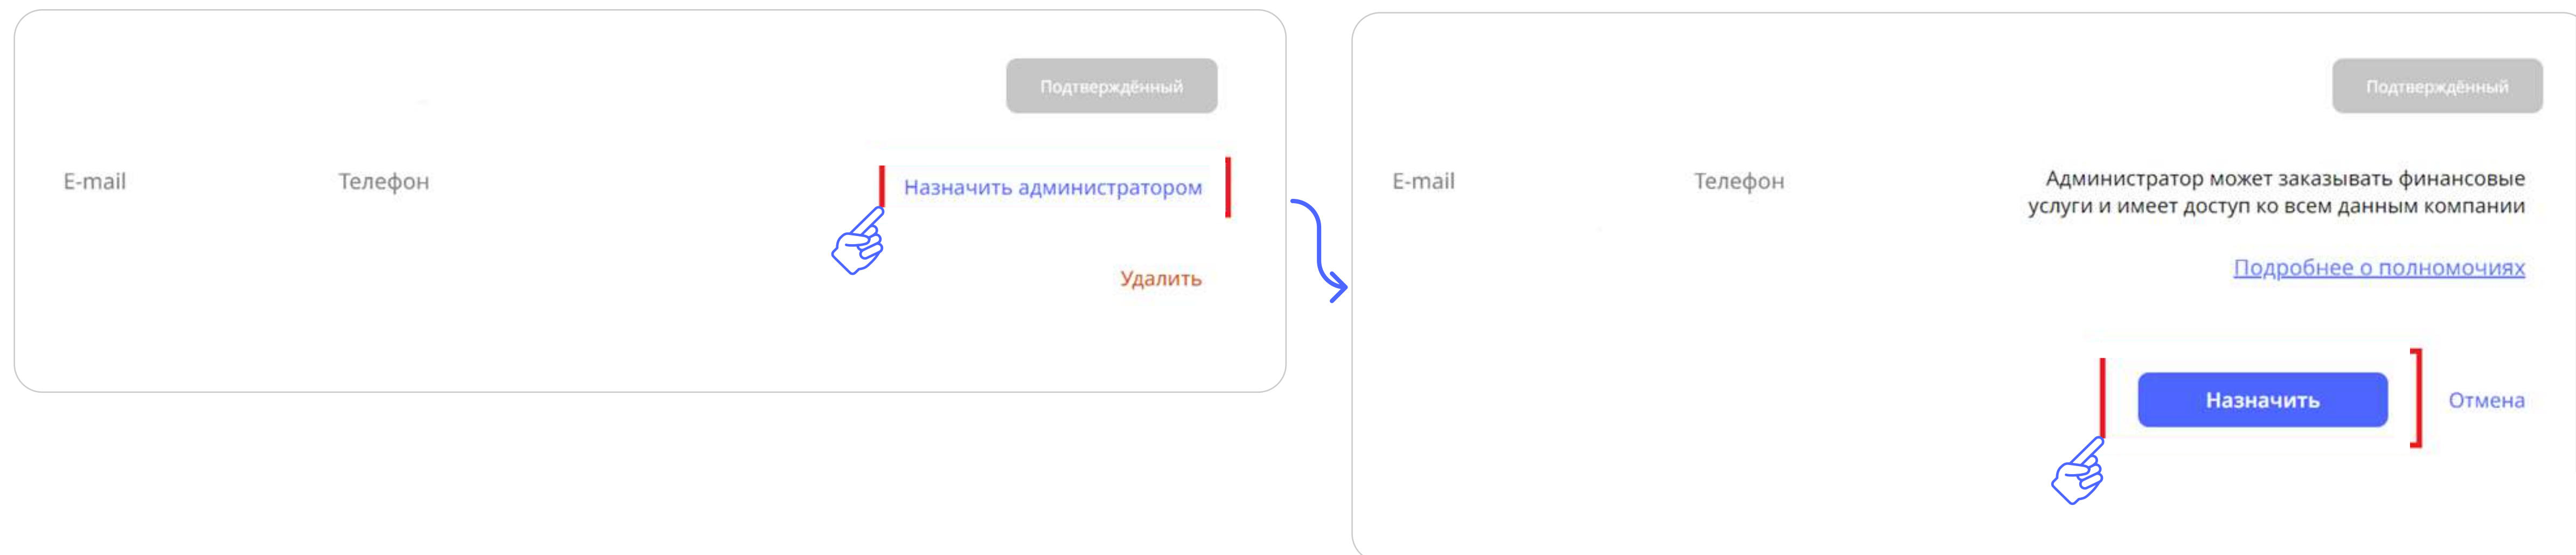 Подтверждённый
E-mail
Телефон
Назначить администратором
Удалить
Подтверждённый
E-mail
Телефон
Администратор может заказывать финансовые
услуги и имеет доступ ко всем данным компании
Подробнее о полномочиях
Назначить
Отмена